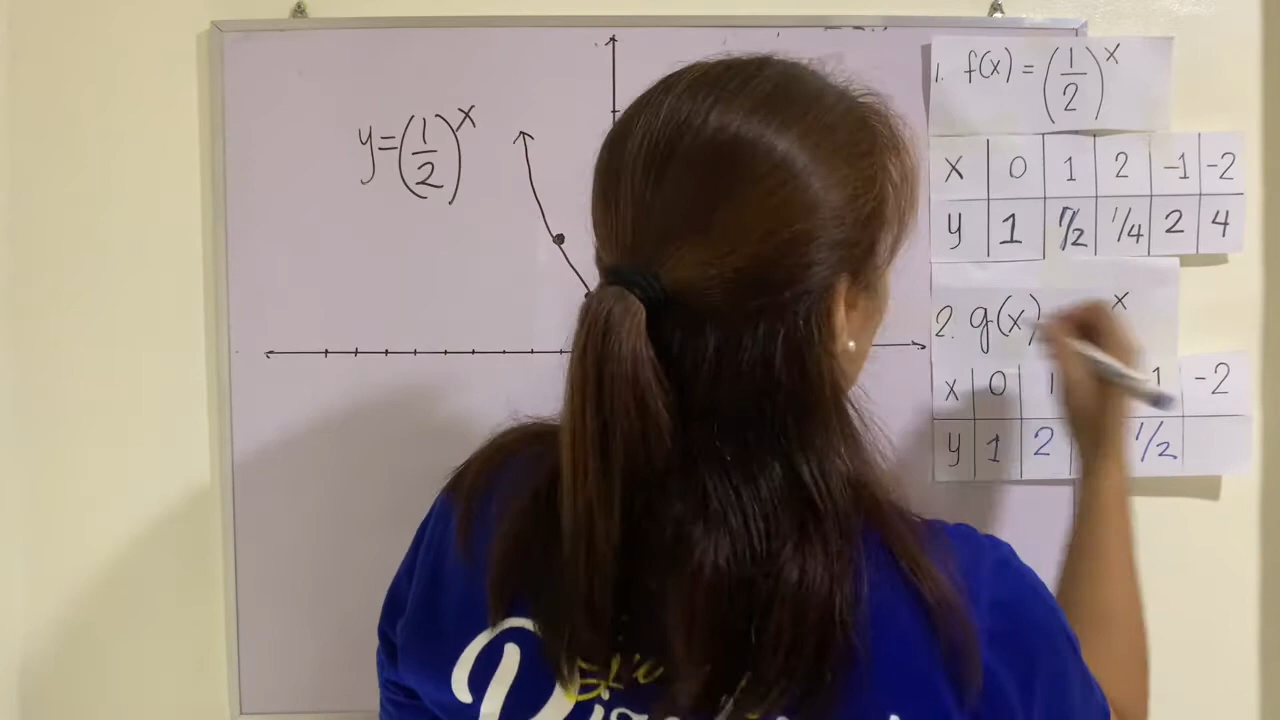 y=(1/2)^x
1. f(x) = (1/2)^x
x 0 1 2 -1 -2
y 1 1/2 1/4 2 4
2. g(x) x
x 0 1 1 -2
y 1 2 1/2